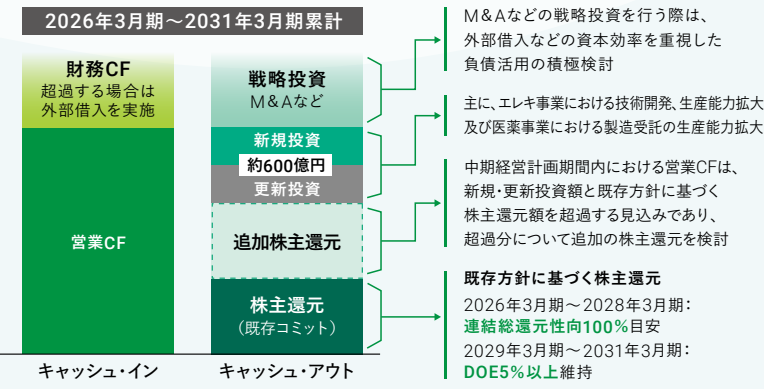 2026年3月期～2031年3月期累計
財務CF
超過する場合は
外部借入を実施
営業CF
キャッシュ・イン
戦略投資
M&Aなど
新規投資
約600億円
更新投資
追加株主還元
株主還元
（既存コミット）
キャッシュ・アウト
M&Aなどの戦略投資を行う際は、
外部借入などの資本効率を重視した
負債活用の積極検討
主に、エレキ事業における技術開発、生産能力拡大
及び医薬事業における製造受託の生産能力拡大
中期経営計画期間内における営業CFは、
新規・更新投資額と既存方針に基づく
株主還元額を超過する見込みであり、
超過分について追加の株主還元を検討
既存方針に基づく株主還元
2026年3月期～2028年3月期：
連結総還元性向100%目安
2029年3月期～2031年3月期：
DOE5%以上維持